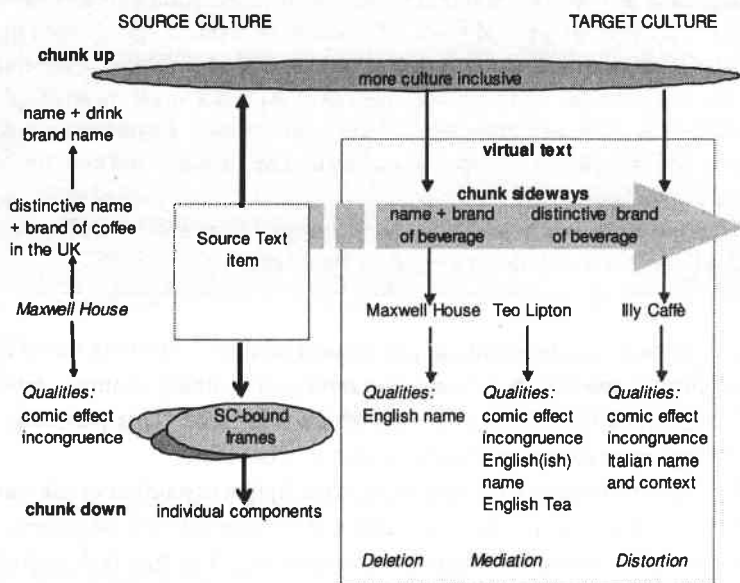 SOURCE CULTURE
TARGET CULTURE
chunk up
more culture inclusive
name + drink
brand name
distinctive name
+ brand of coffee
in the UK
Maxwell House
Qualities:
comic effect
incongruence
chunk down
Source Text
item
SC-bound
frames
individual components
virtual text
chunk sideways
name + brand
of beverage
distinctive brand
of beverage
Maxwell House
Teo Lipton
Illy Caffè
Qualities:
English name
Qualities:
comic effect
incongruence
English(ish)
name
English Tea
Qualities:
comic effect
incongruence
Italian name
and context
Deletion
Mediation
Distortion